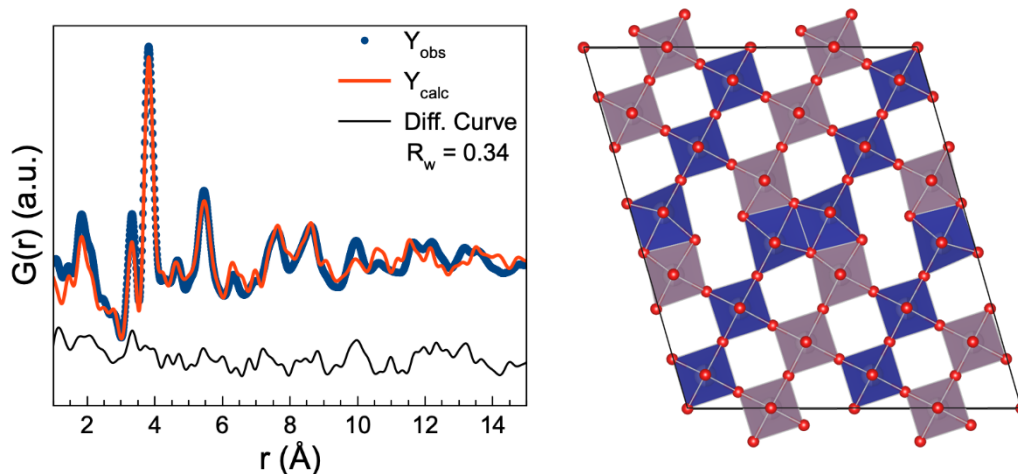 Y_obs
Y_calc
Diff. Curve
R_w = 0.34
G(r) (a.u.)
2 4 6 8 10 12 14
r (Å)